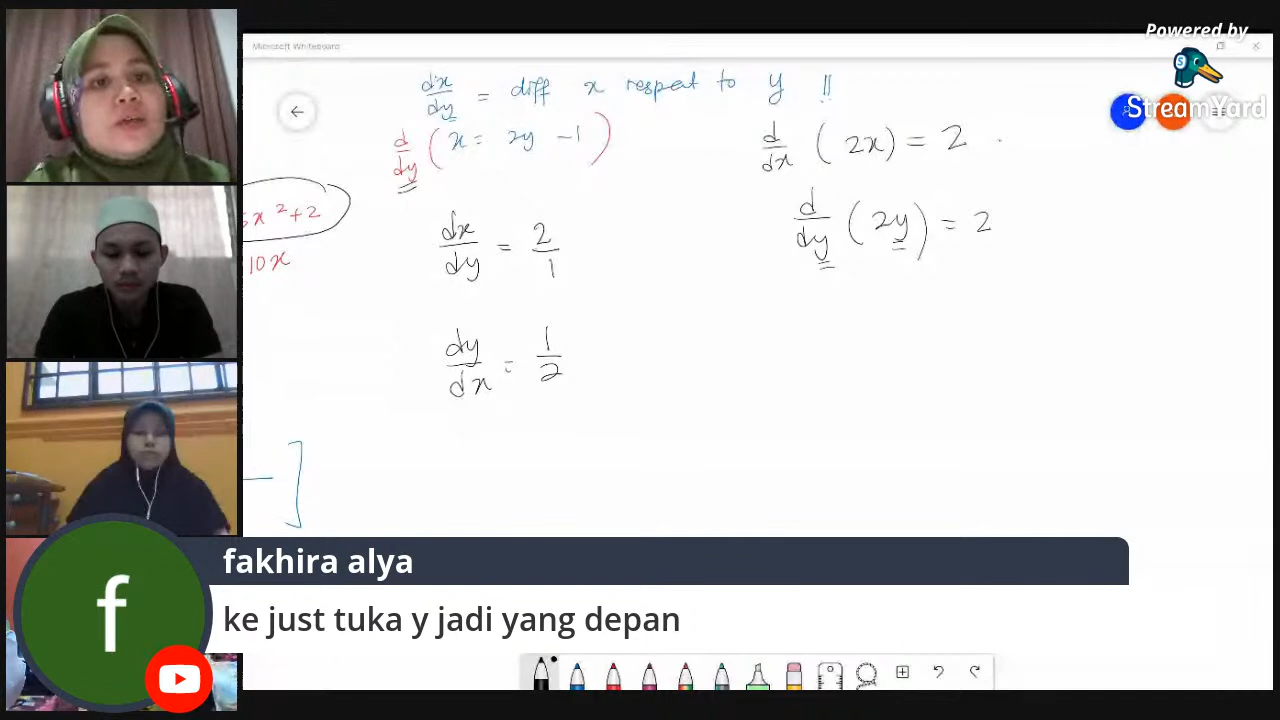 Microsoft Whiteboard
Powered by
StreamYard
dx/dy = diff x respect to y !!
d/dy ( x = 2y - 1 )
dx/dy = 2/1
dy/dx = 1/2
d/dx ( 2x ) = 2
d/dy ( 2y ) = 2
5x² + 2
10x
fakhira alya
f
ke just tuka y jadi yang depan